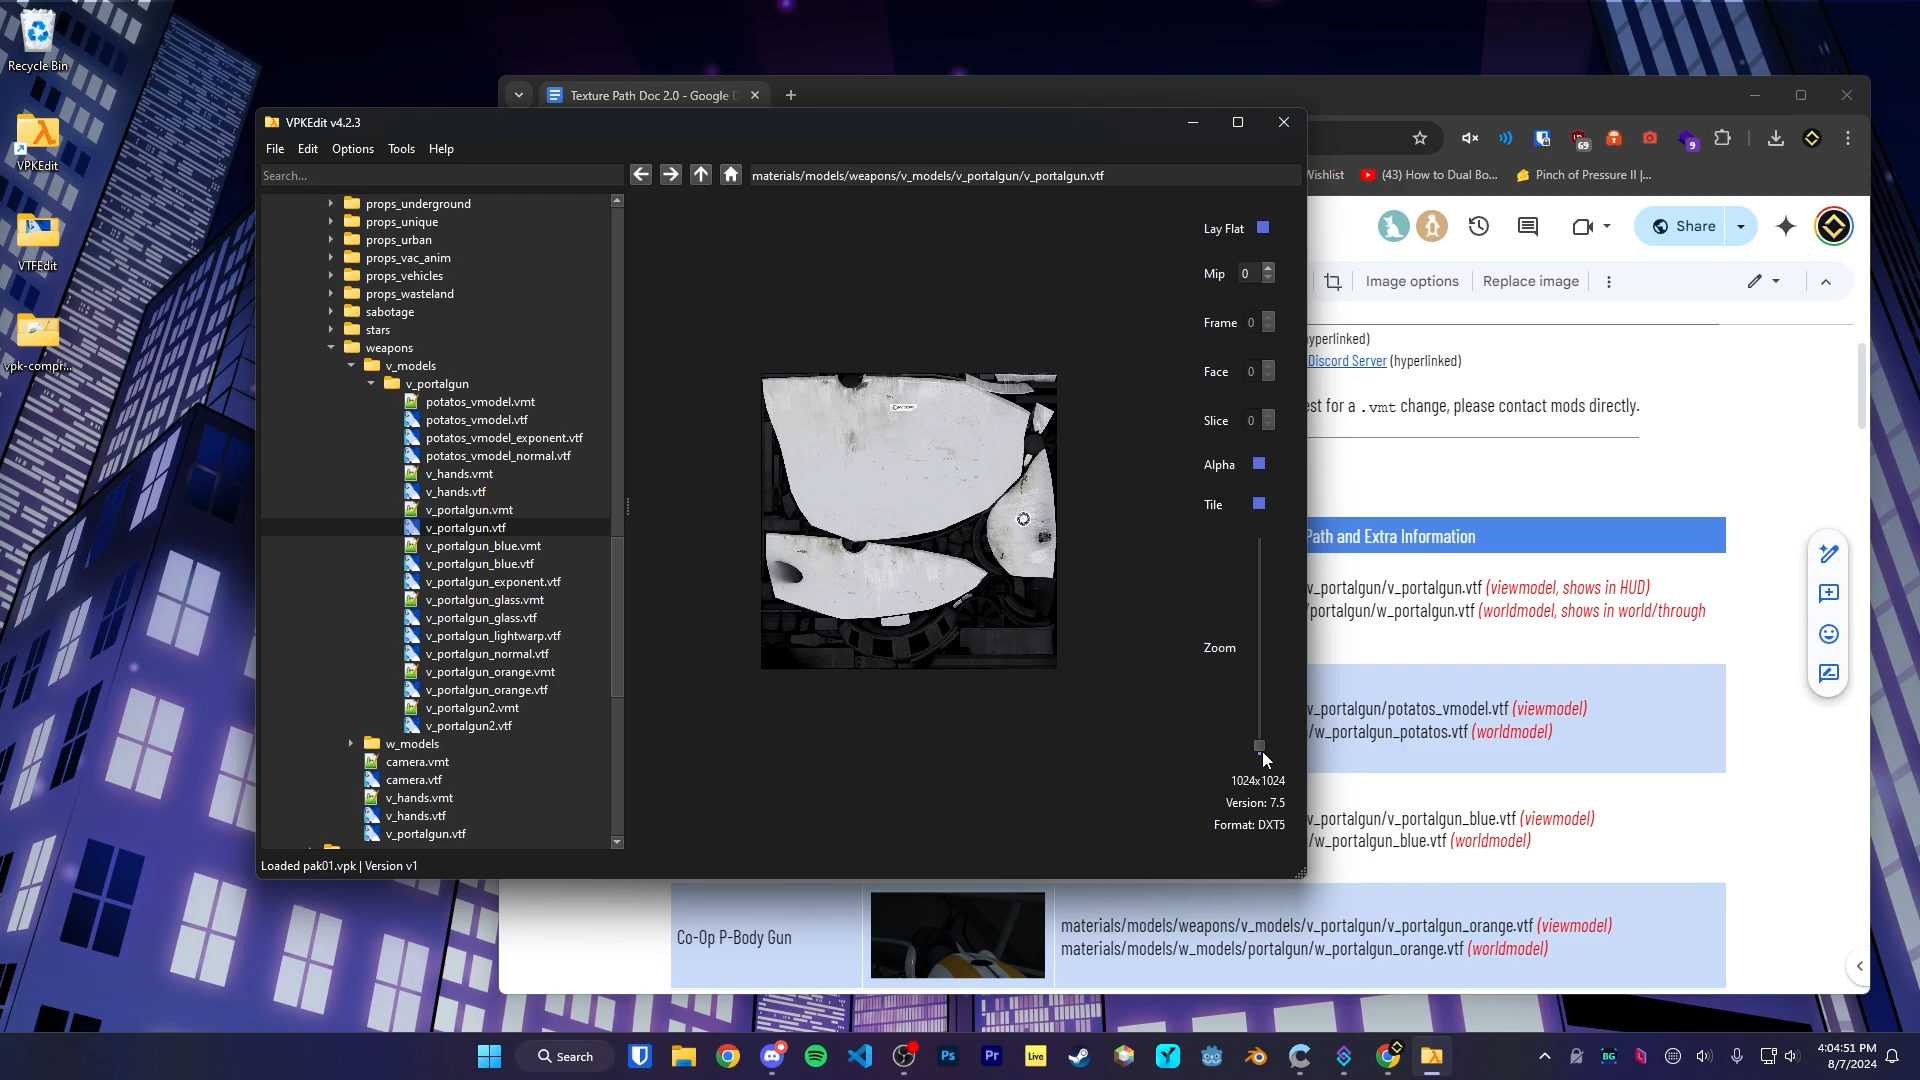 Recycle Bin
VPKEdit
VTFEdit
vpk-compr...
Texture Path Doc 2.0 - Google D
69
9
Wishlist
(43) How to Dual Bo...
Pinch of Pressure II |...
Share
Image options
Replace image
hyperlinked)
Discord Server (hyperlinked)
est for a .vmt change, please contact mods directly.
Path and Extra Information
v_portalgun/v_portalgun.vtf (viewmodel, shows in HUD)
portalgun/w_portalgun.vtf (worldmodel, shows in world/through
v_portalgun/potatos_vmodel.vtf (viewmodel)
/w_portalgun_potatos.vtf (worldmodel)
v_portalgun/v_portalgun_blue.vtf (viewmodel)
/w_portalgun_blue.vtf (worldmodel)
Co-Op P-Body Gun
materials/models/weapons/v_models/v_portalgun/v_portalgun_orange.vtf (viewmodel)
materials/models/w_models/portalgun/w_portalgun_orange.vtf (worldmodel)
VPKEdit v4.2.3
File Edit Options Tools Help
Search...
materials/models/weapons/v_models/v_portalgun/v_portalgun.vtf
props_underground
props_unique
props_urban
props_vac_anim
props_vehicles
props_wasteland
sabotage
stars
weapons
v_models
v_portalgun
potatos_vmodel.vmt
potatos_vmodel.vtf
potatos_vmodel_exponent.vtf
potatos_vmodel_normal.vtf
v_hands.vmt
v_hands.vtf
v_portalgun.vmt
v_portalgun.vtf
v_portalgun_blue.vmt
v_portalgun_blue.vtf
v_portalgun_exponent.vtf
v_portalgun_glass.vmt
v_portalgun_glass.vtf
v_portalgun_lightwarp.vtf
v_portalgun_normal.vtf
v_portalgun_orange.vmt
v_portalgun_orange.vtf
v_portalgun2.vmt
v_portalgun2.vtf
w_models
camera.vmt
camera.vtf
v_hands.vmt
v_hands.vtf
v_portalgun.vtf
Lay Flat
Mip 0
Frame 0
Face 0
Slice 0
Alpha
Tile
Zoom
1024x1024
Version: 7.5
Format: DXT5
Loaded pak01.vpk | Version v1
Search
Ps
Pr
Live
BG
4:04:51 PM
8/7/2024